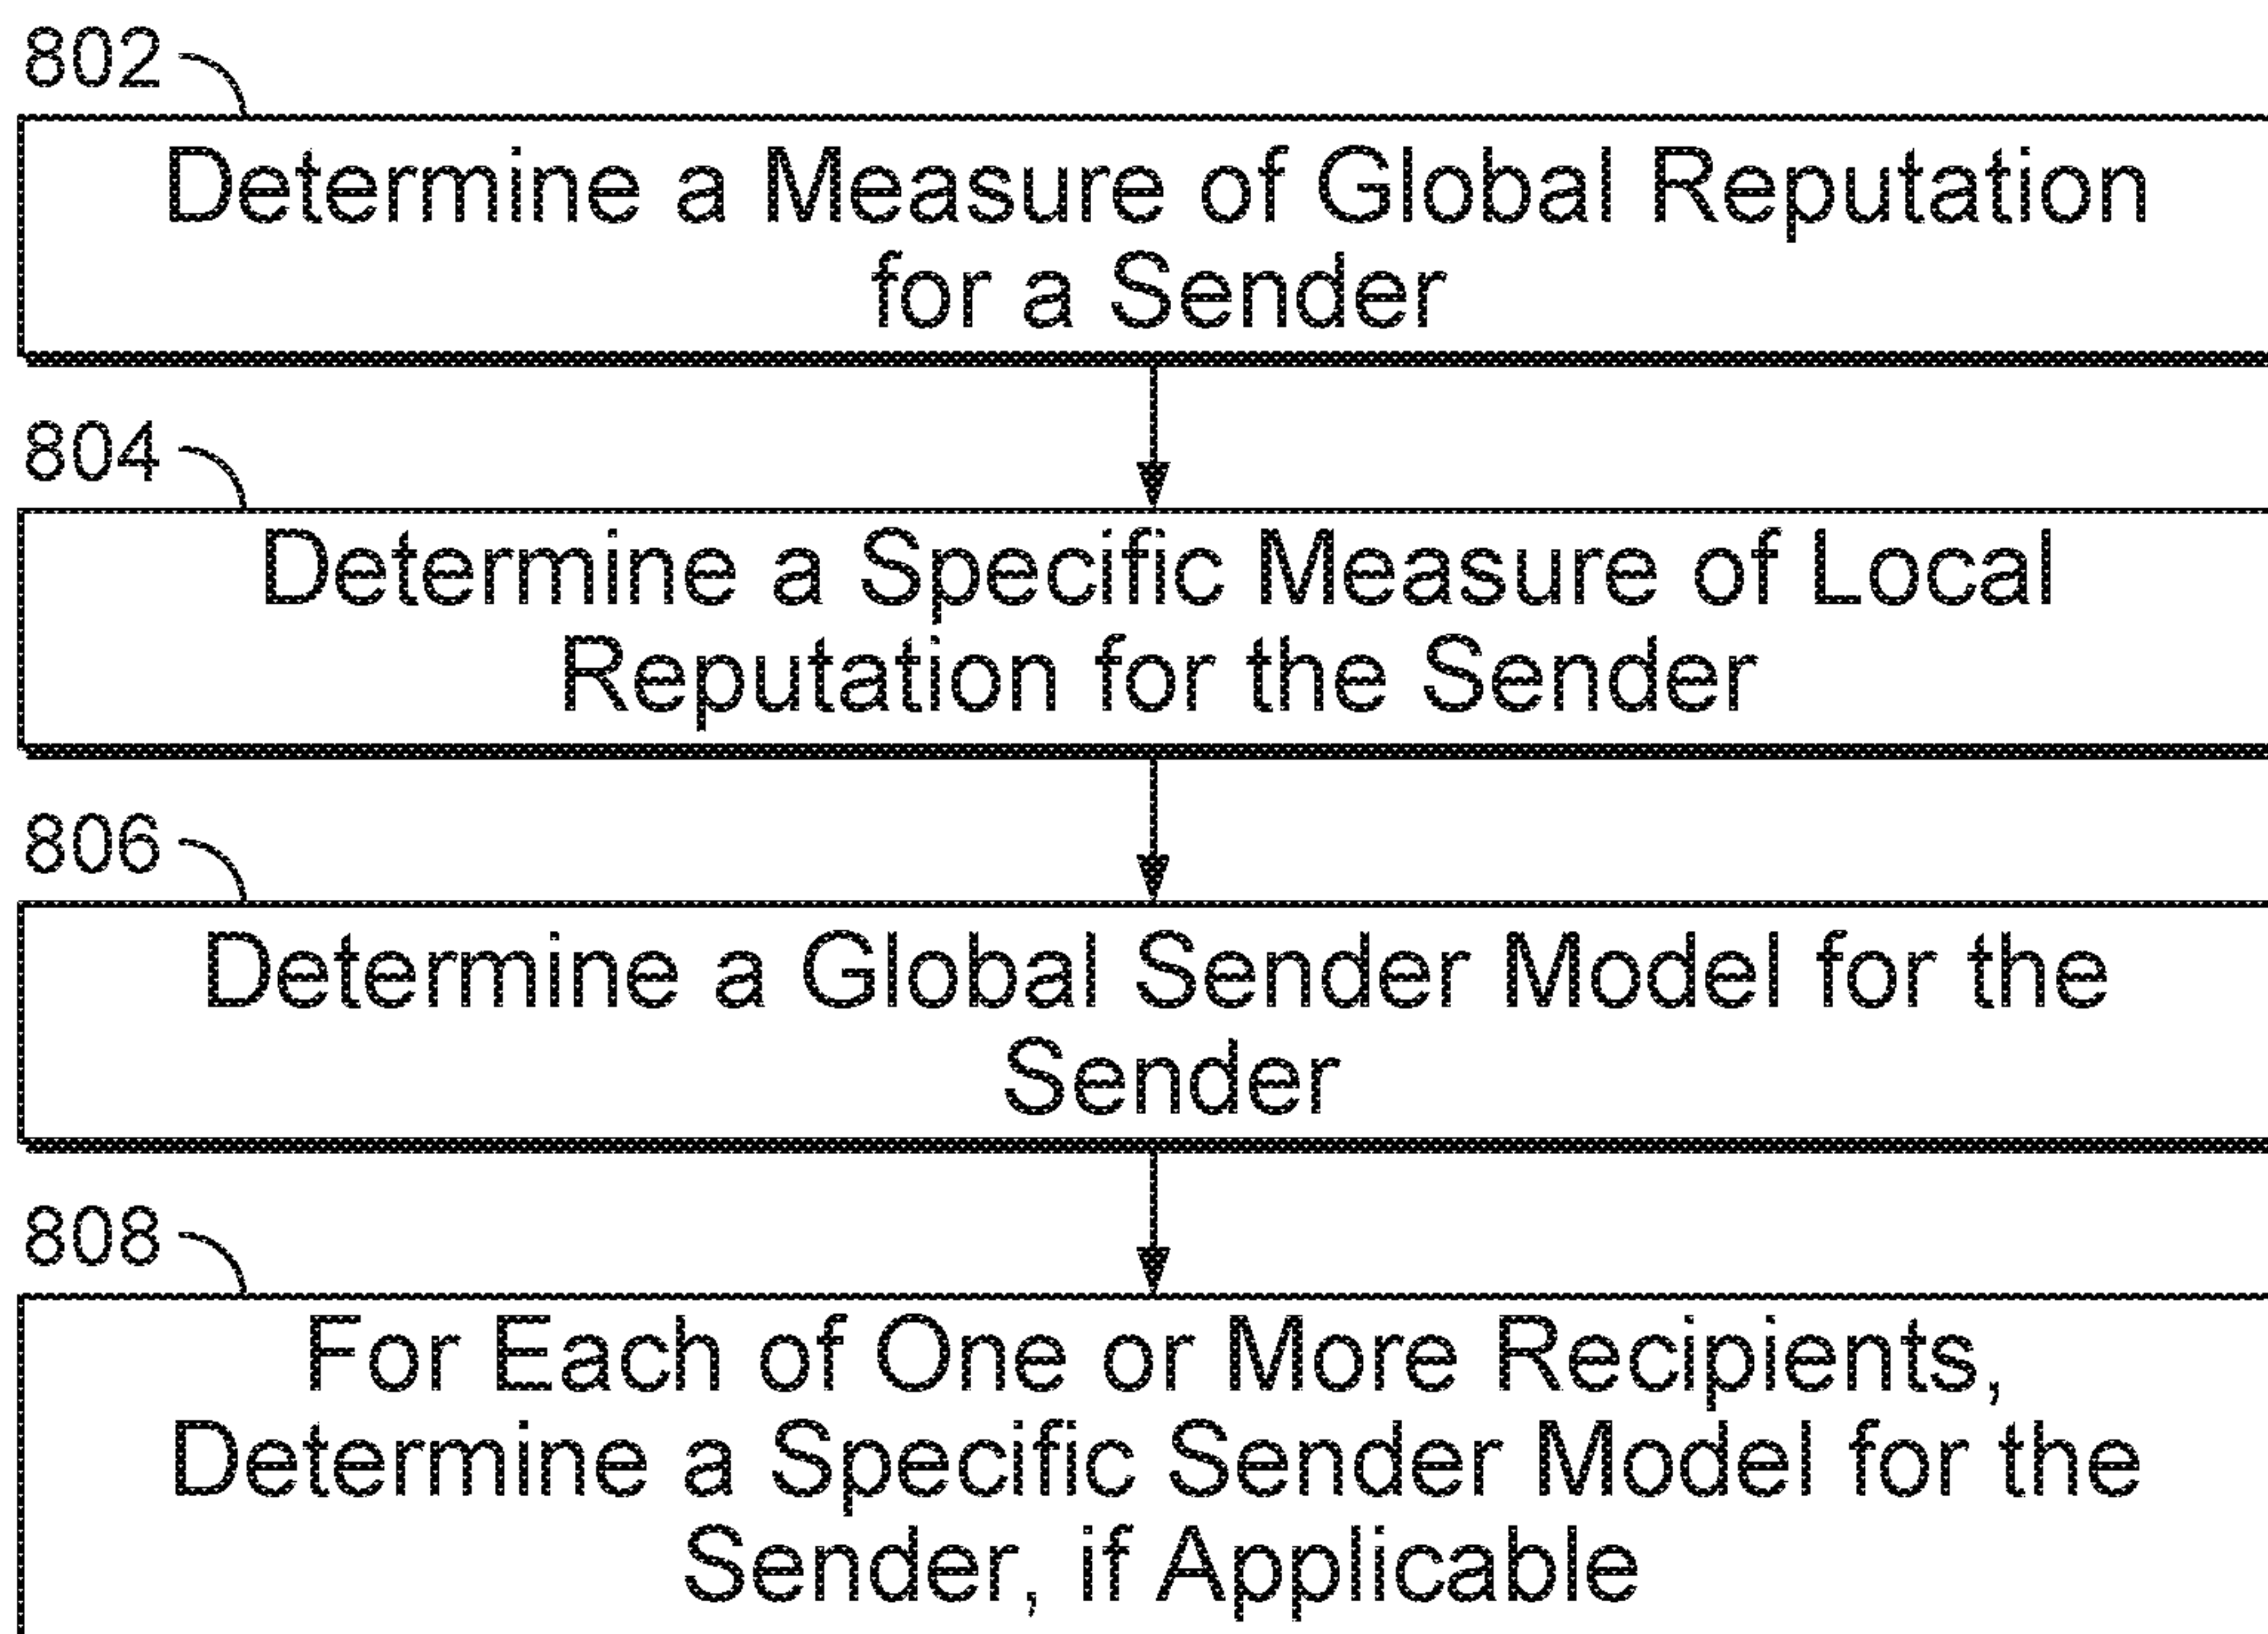 802
Determine a Measure of Global Reputation
for a Sender
804
Determine a Specific Measure of Local
Reputation for the Sender
806
Determine a Global Sender Model for the
Sender
808
For Each of One or More Recipients,
Determine a Specific Sender Model for the
Sender, if Applicable